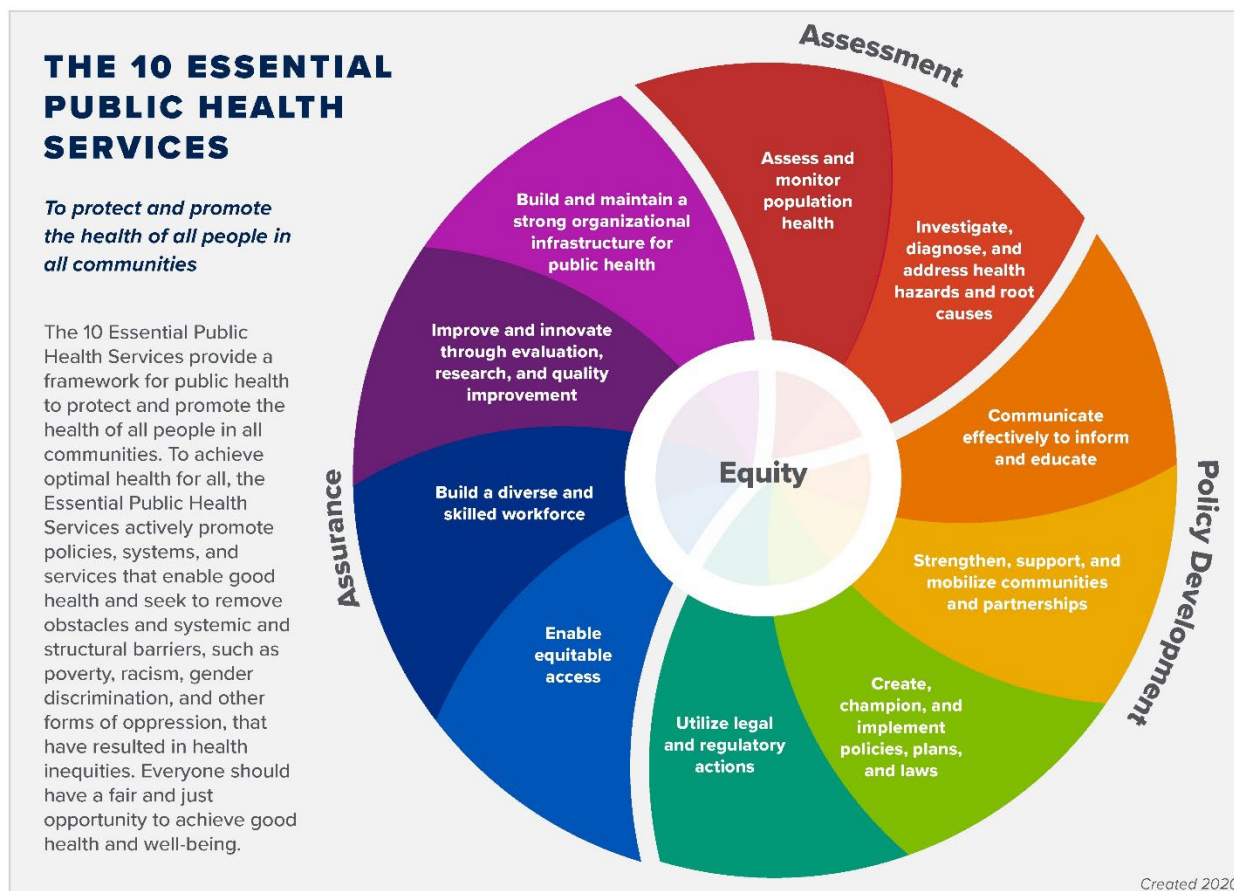 THE 10 ESSENTIAL
PUBLIC HEALTH
SERVICES
To protect and promote
the health of all people in
all communities
The 10 Essential Public
Health Services provide a
framework for public health
to protect and promote the
health of all people in all
communities. To achieve
optimal health for all, the
Essential Public Health
Services actively promote
policies, systems, and
services that enable good
health and seek to remove
obstacles and systemic and
structural barriers, such as
poverty, racism, gender
discrimination, and other
forms of oppression, that
have resulted in health
inequities. Everyone should
have a fair and just
opportunity to achieve good
health and well-being.
Assessment
Assess and
monitor
population
health
Investigate,
diagnose, and
address health
hazards and root
causes
Policy Development
Communicate
effectively to inform
and educate
Strengthen, support, and
mobilize communities
and partnerships
Create,
champion, and
implement
policies, plans,
and laws
Utilize legal
and regulatory
actions
Assurance
Enable
equitable
access
Build a diverse and
skilled workforce
Improve and innovate
through evaluation,
research, and quality
improvement
Build and maintain a
strong organizational
infrastructure for
public health
Equity
Created 2020